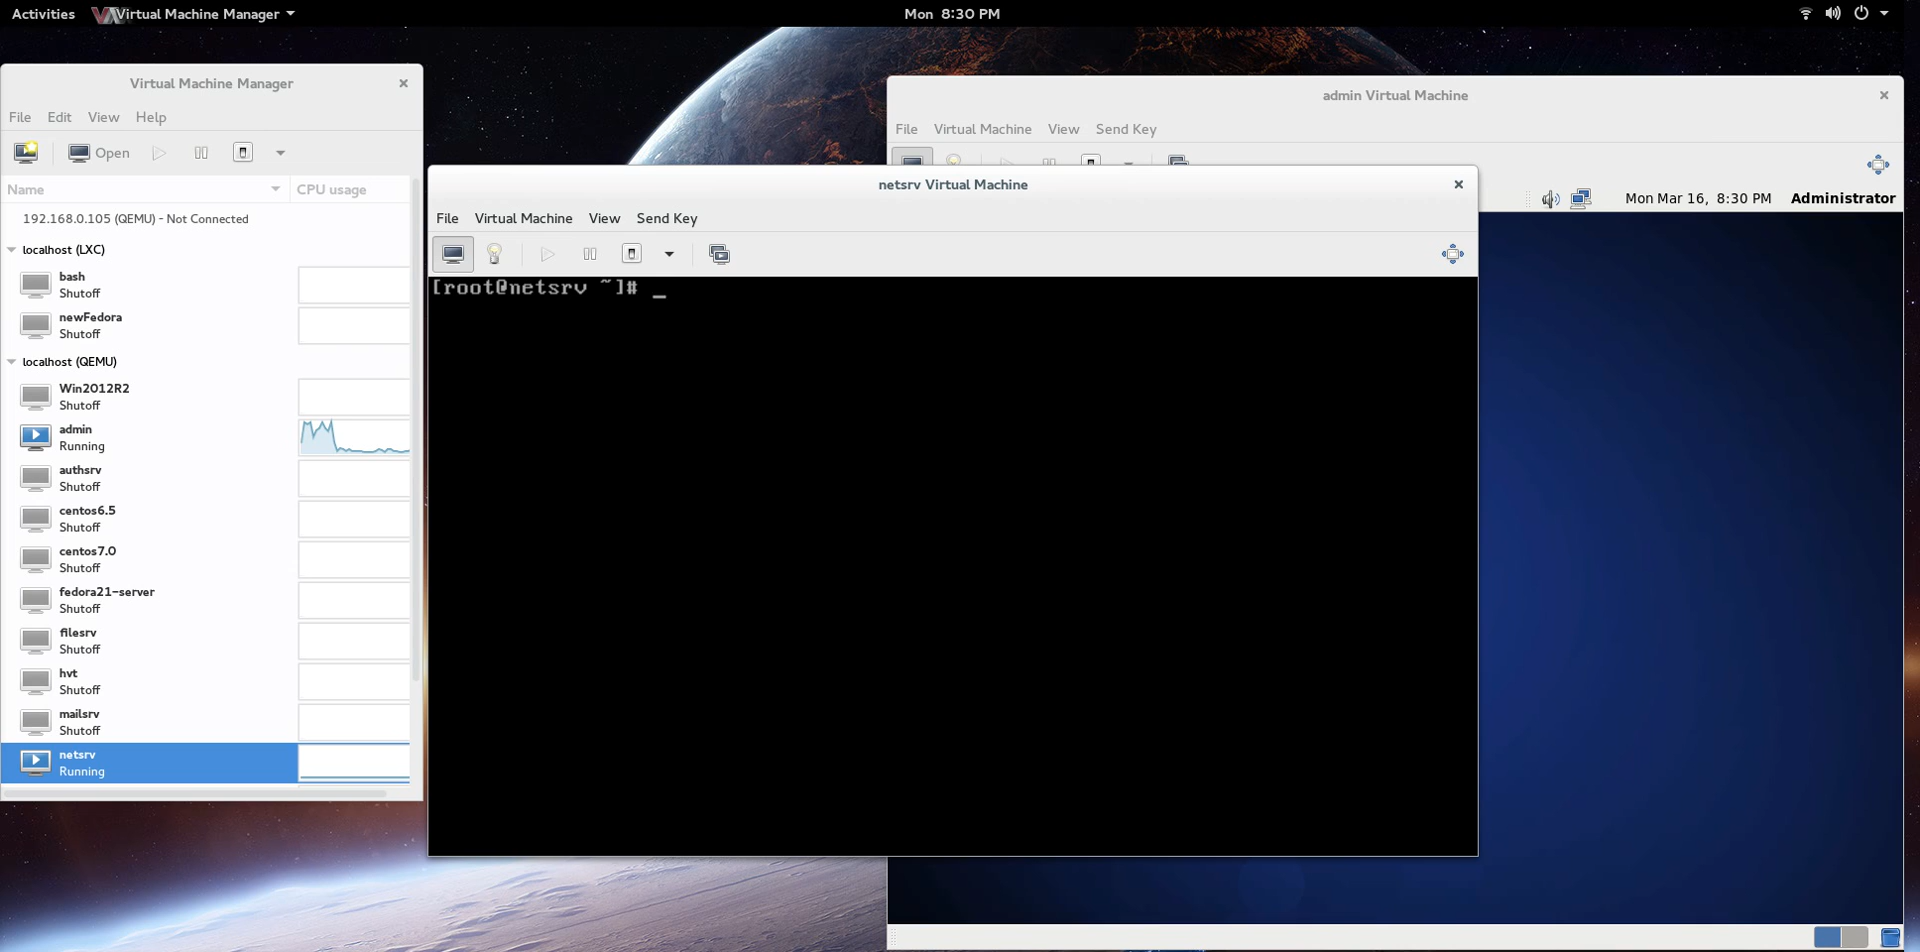 Activities Virtual Machine Manager Mon 8:30 PM
Virtual Machine Manager
File Edit View Help
Open
Name CPU usage
192.168.0.105 (QEMU) - Not Connected
localhost (LXC)
bash
Shutoff
newFedora
Shutoff
localhost (QEMU)
Win2012R2
Shutoff
admin
Running
authsrv
Shutoff
centos6.5
Shutoff
centos7.0
Shutoff
fedora21-server
Shutoff
filesrv
Shutoff
hvt
Shutoff
mailsrv
Shutoff
netsrv
Running
admin Virtual Machine
File Virtual Machine View Send Key
Mon Mar 16, 8:30 PM Administrator
netsrv Virtual Machine
File Virtual Machine View Send Key
[root@netsrv ~]# _